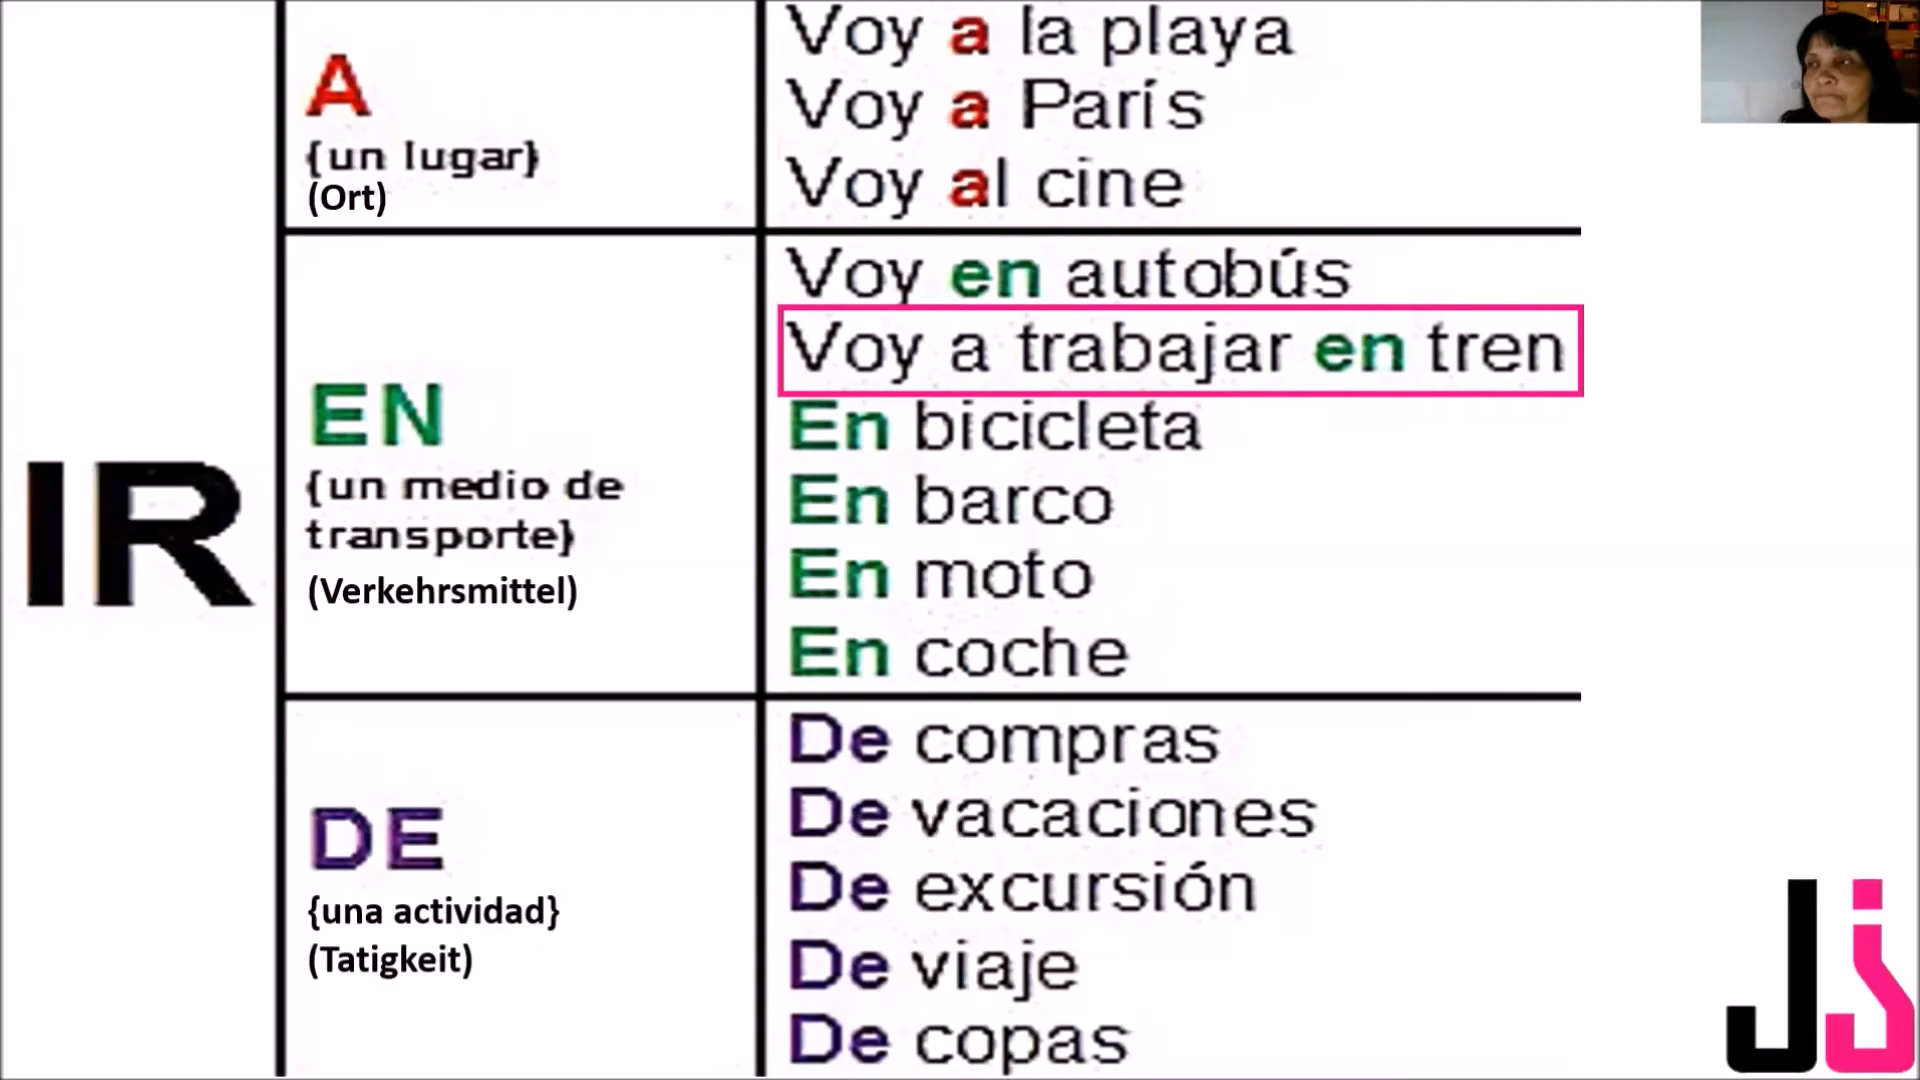 IR
A
{un lugar}
(Ort)
Voy a la playa
Voy a París
Voy al cine
EN
{un medio de
transporte}
(Verkehrsmittel)
Voy en autobús
Voy a trabajar en tren
En bicicleta
En barco
En moto
En coche
DE
{una actividad}
(Tatigkeit)
De compras
De vacaciones
De excursión
De viaje
De copas
Js